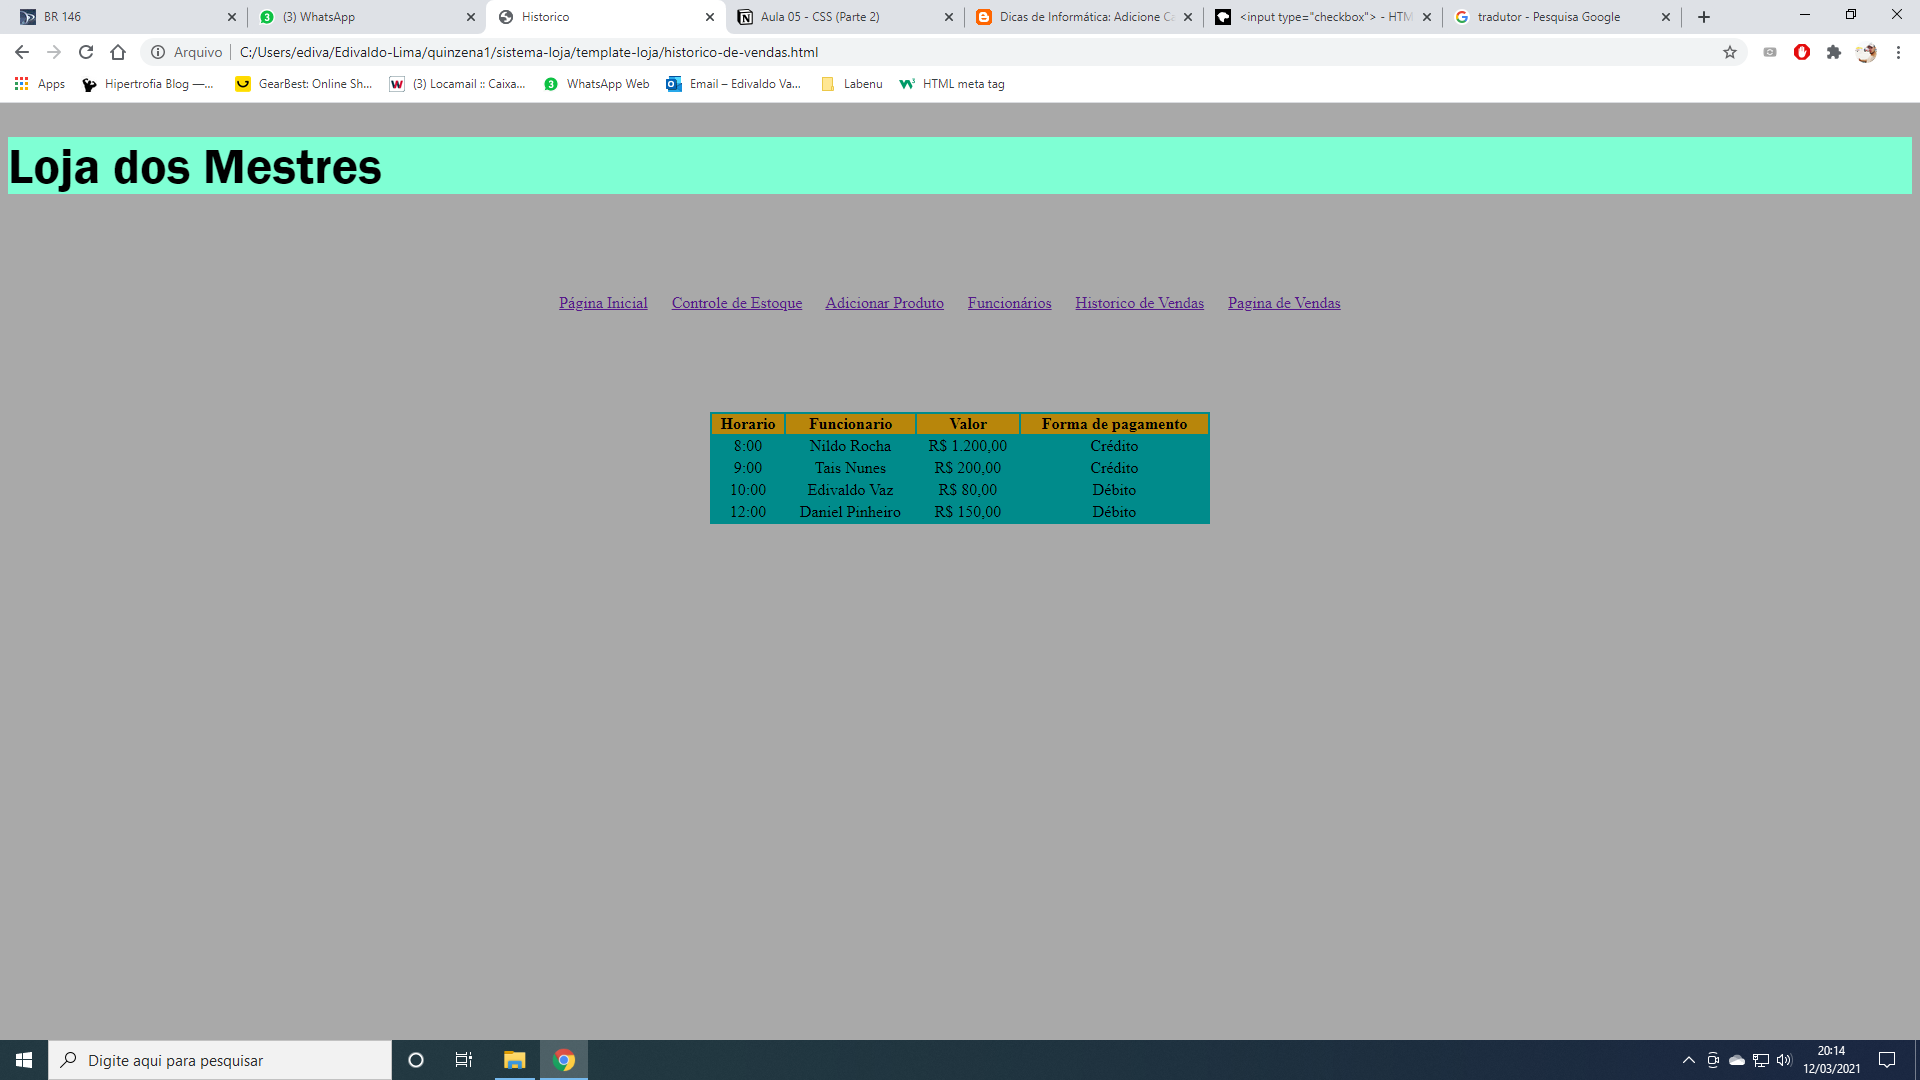 BR 146
(3) WhatsApp
Historico
Aula 05 - CSS (Parte 2)
Dicas de Informática: Adicione Ca
<input type="checkbox"> - HTM
tradutor - Pesquisa Google
Arquivo
C:/Users/ediva/Edivaldo-Lima/quinzena1/sistema-loja/template-loja/historico-de-vendas.html
Apps
Hipertrofia Blog —...
GearBest: Online Sh...
(3) Locamail :: Caixa...
WhatsApp Web
Email – Edivaldo Va...
Labenu
HTML meta tag
Loja dos Mestres
Página Inicial Controle de Estoque Adicionar Produto Funcionários Historico de Vendas Pagina de Vendas
Horario Funcionario Valor Forma de pagamento
8:00 Nildo Rocha R$ 1.200,00 Crédito
9:00 Tais Nunes R$ 200,00 Crédito
10:00 Edivaldo Vaz R$ 80,00 Débito
12:00 Daniel Pinheiro R$ 150,00 Débito
Digite aqui para pesquisar
20:14
12/03/2021